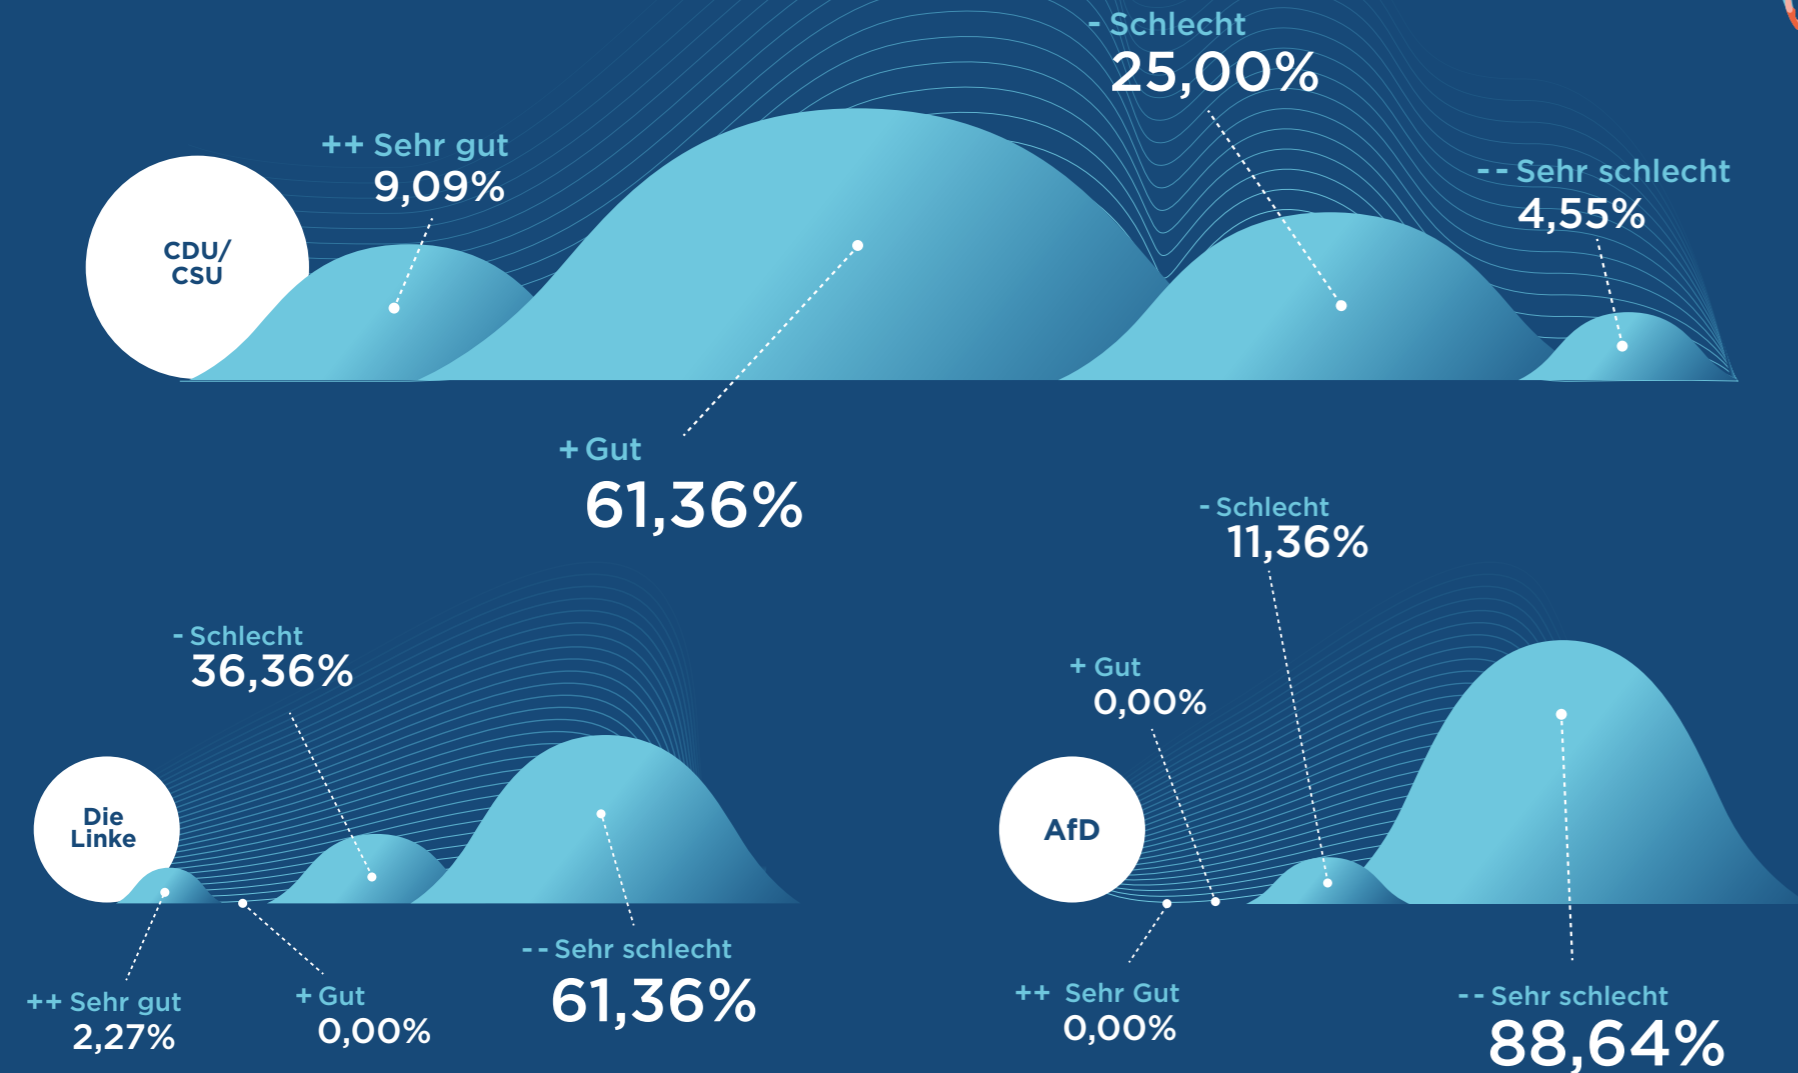 CDU/
CSU
++ Sehr gut
9,09%
+ Gut
61,36%
- Schlecht
25,00%
-- Sehr schlecht
4,55%
Die
Linke
++ Sehr gut
2,27%
+ Gut
0,00%
- Schlecht
36,36%
-- Sehr schlecht
61,36%
AfD
++ Sehr Gut
0,00%
+ Gut
0,00%
- Schlecht
11,36%
-- Sehr schlecht
88,64%